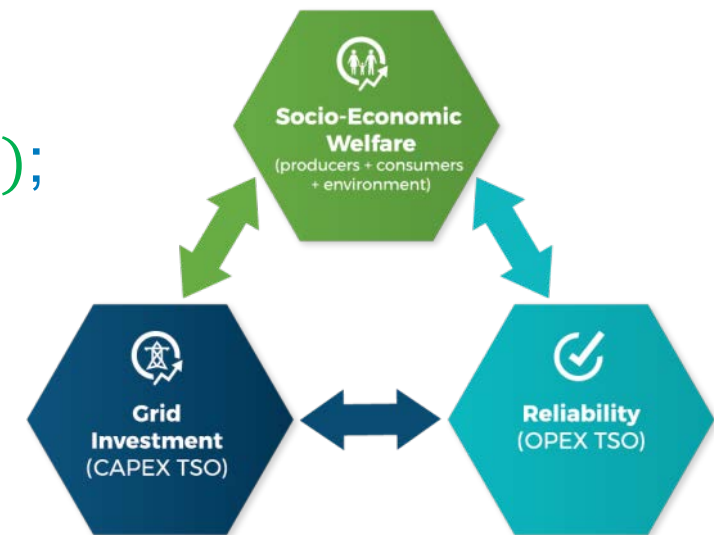 );
Socio-Economic
Welfare
(producers + consumers
+ environment)
Grid
Investment
(CAPEX TSO)
Reliability
(OPEX TSO)